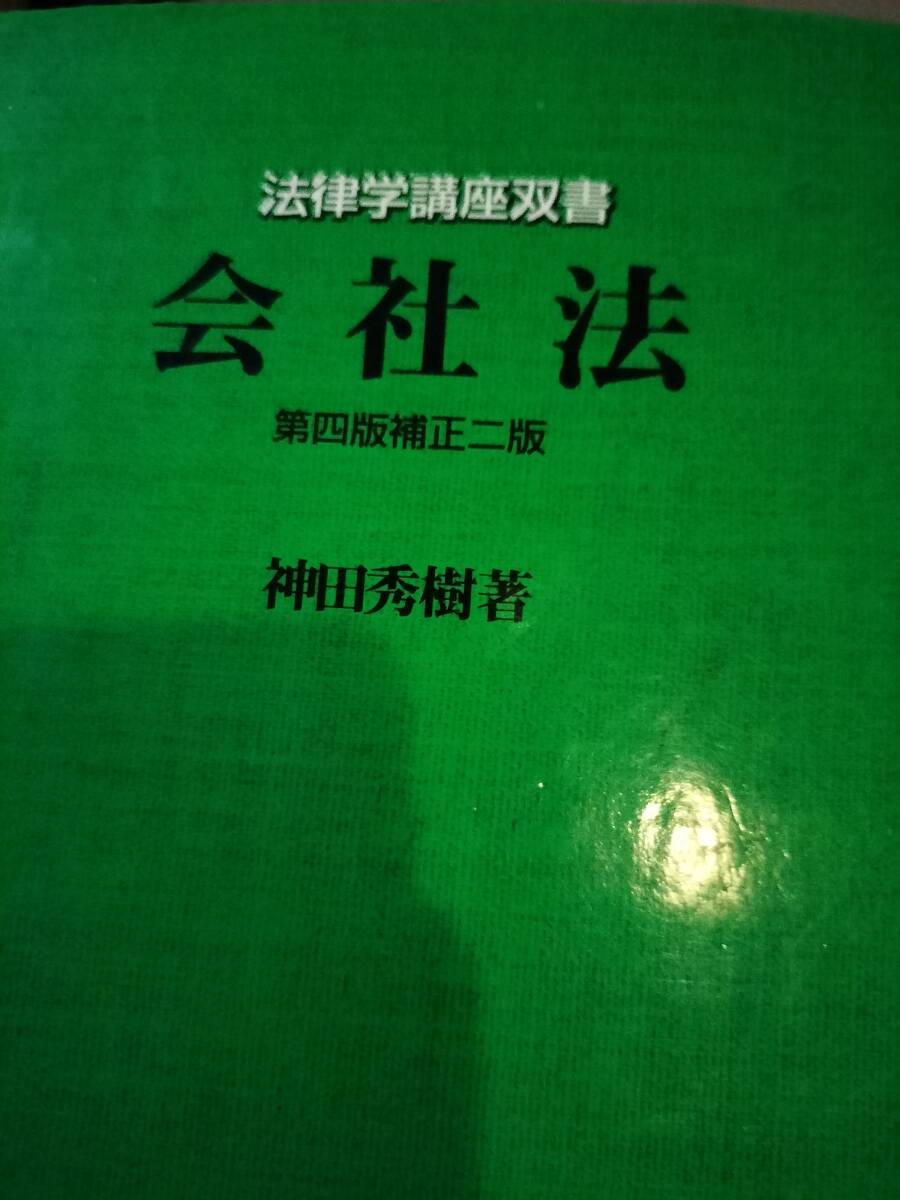 法律学講座双書
会社法
第四版補正二版
神田秀樹著